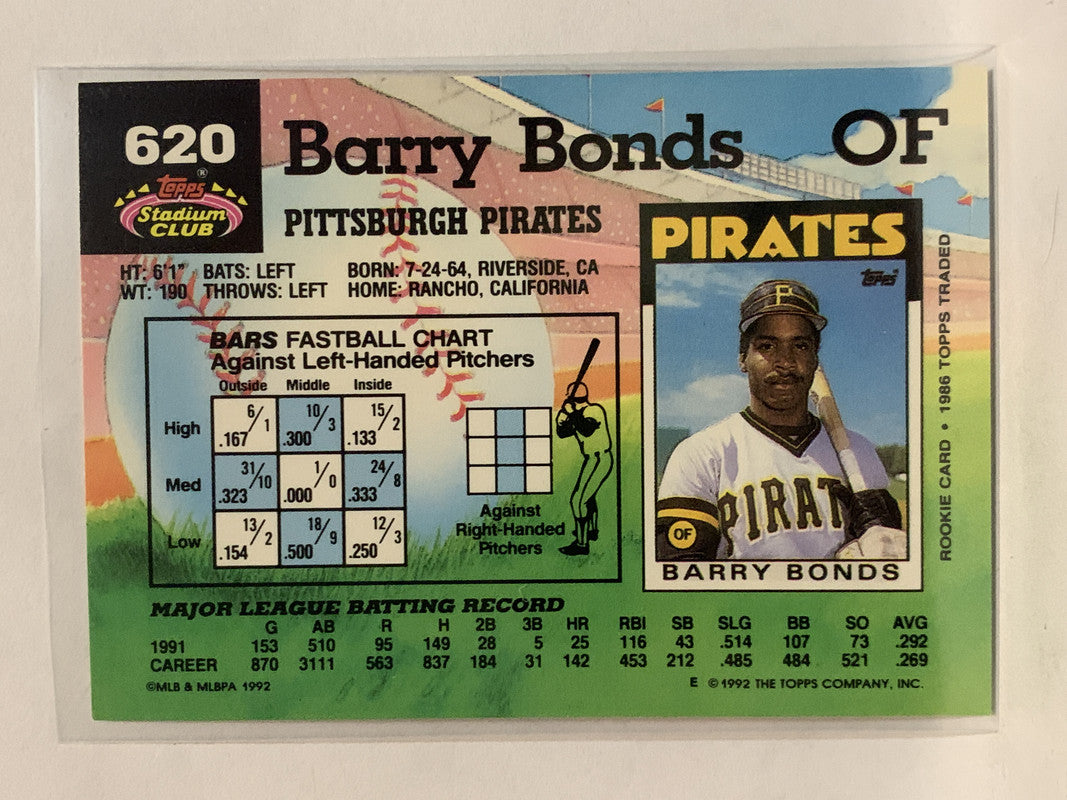 620 Barry Bonds OF
Topps®
Stadium
CLUB
PITTSBURGH PIRATES
HT: 6'1" BATS: LEFT BORN: 7-24-64, RIVERSIDE, CA
WT: 190 THROWS: LEFT HOME: RANCHO, CALIFORNIA
BARS FASTBALL CHART
Against Left-Handed Pitchers
Outside Middle Inside
High 6/1 .167 10/3 .300 15/2 .133
Med 31/10 .323 1/0 .000 24/8 .333
Low 13/2 .154 18/9 .500 12/3 .250
Against
Right-Handed
Pitchers
PIRATES
Topps
P
PIRAT
OF
BARRY BONDS
ROOKIE CARD • 1986 TOPPS TRADED
MAJOR LEAGUE BATTING RECORD
G AB R H 2B 3B HR RBI SB SLG BB SO AVG
1991 153 510 95 149 28 5 25 116 43 .514 107 73 .292
CAREER 870 3111 563 837 184 31 142 453 212 .485 484 521 .269
©MLB & MLBPA 1992 E ©1992 THE TOPPS COMPANY, INC.